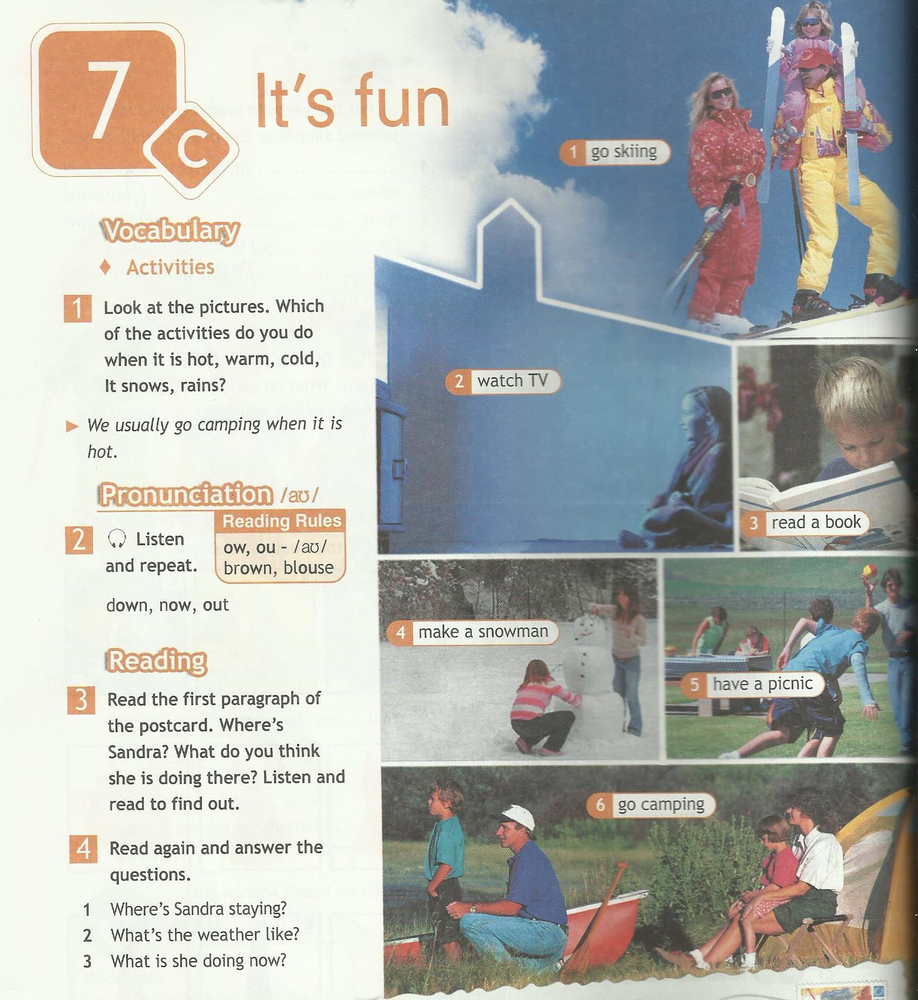 7
C
It's fun
Vocabulary
♦ Activities
1 Look at the pictures. Which
of the activities do you do
when it is hot, warm, cold,
It snows, rains?
► We usually go camping when it is
hot.
Pronunciation /aʊ/
2 Listen
and repeat.
Reading Rules
ow, ou - /aʊ/
brown, blouse
down, now, out
Reading
3 Read the first paragraph of
the postcard. Where's
Sandra? What do you think
she is doing there? Listen and
read to find out.
4 Read again and answer the
questions.
1 Where's Sandra staying?
2 What's the weather like?
3 What is she doing now?
1 go skiing
2 watch TV
3 read a book
4 make a snowman
5 have a picnic
6 go camping